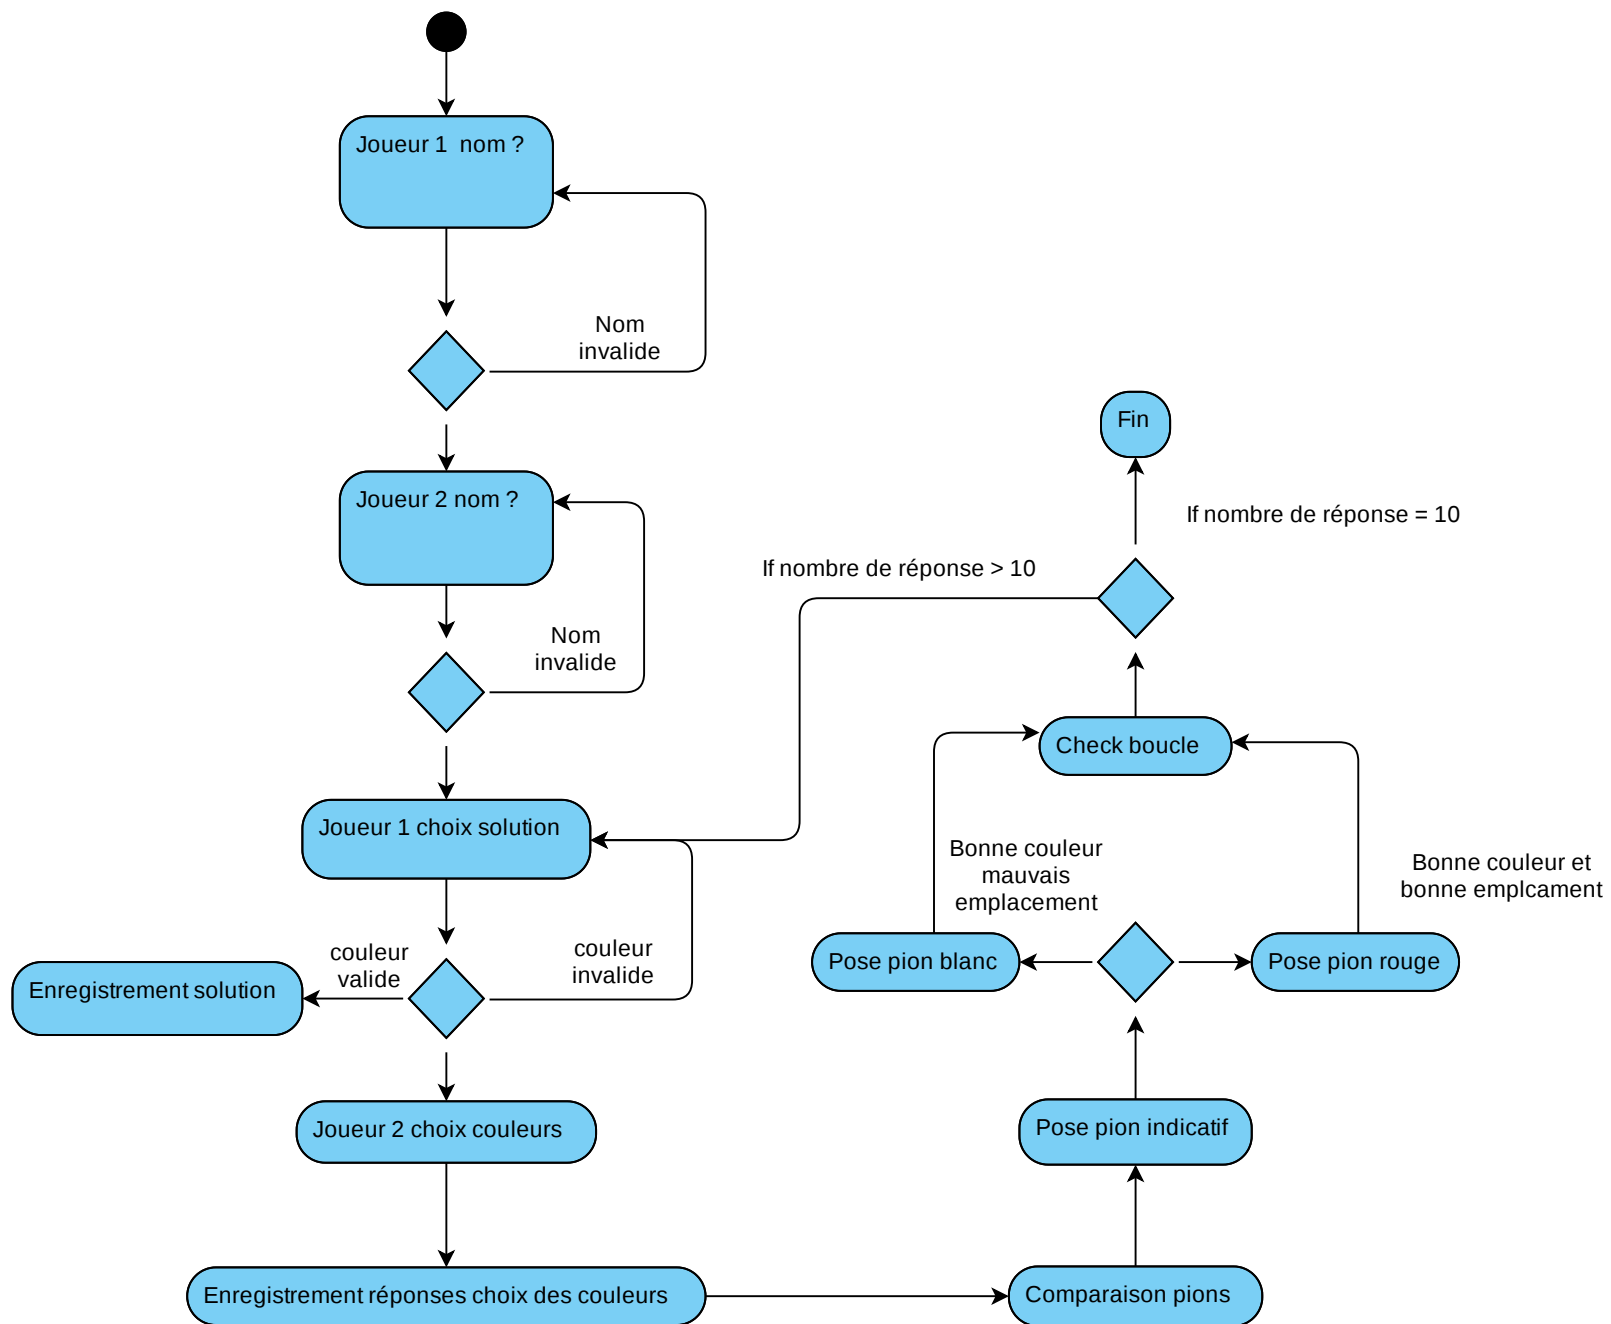 Joueur 1  nom ?
Nom
invalide
Joueur 2 nom ?
Nom
invalide
Joueur 1 choix solution
couleur
valide
couleur
invalide
Enregistrement solution
Joueur 2 choix couleurs
Enregistrement réponses choix des couleurs
Comparaison pions
Pose pion indicatif
Pose pion blanc
Pose pion rouge
Bonne couleur
mauvais
emplacement
Bonne couleur et
bonne emplcament
Check boucle
If nombre de réponse > 10
If nombre de réponse = 10
Fin